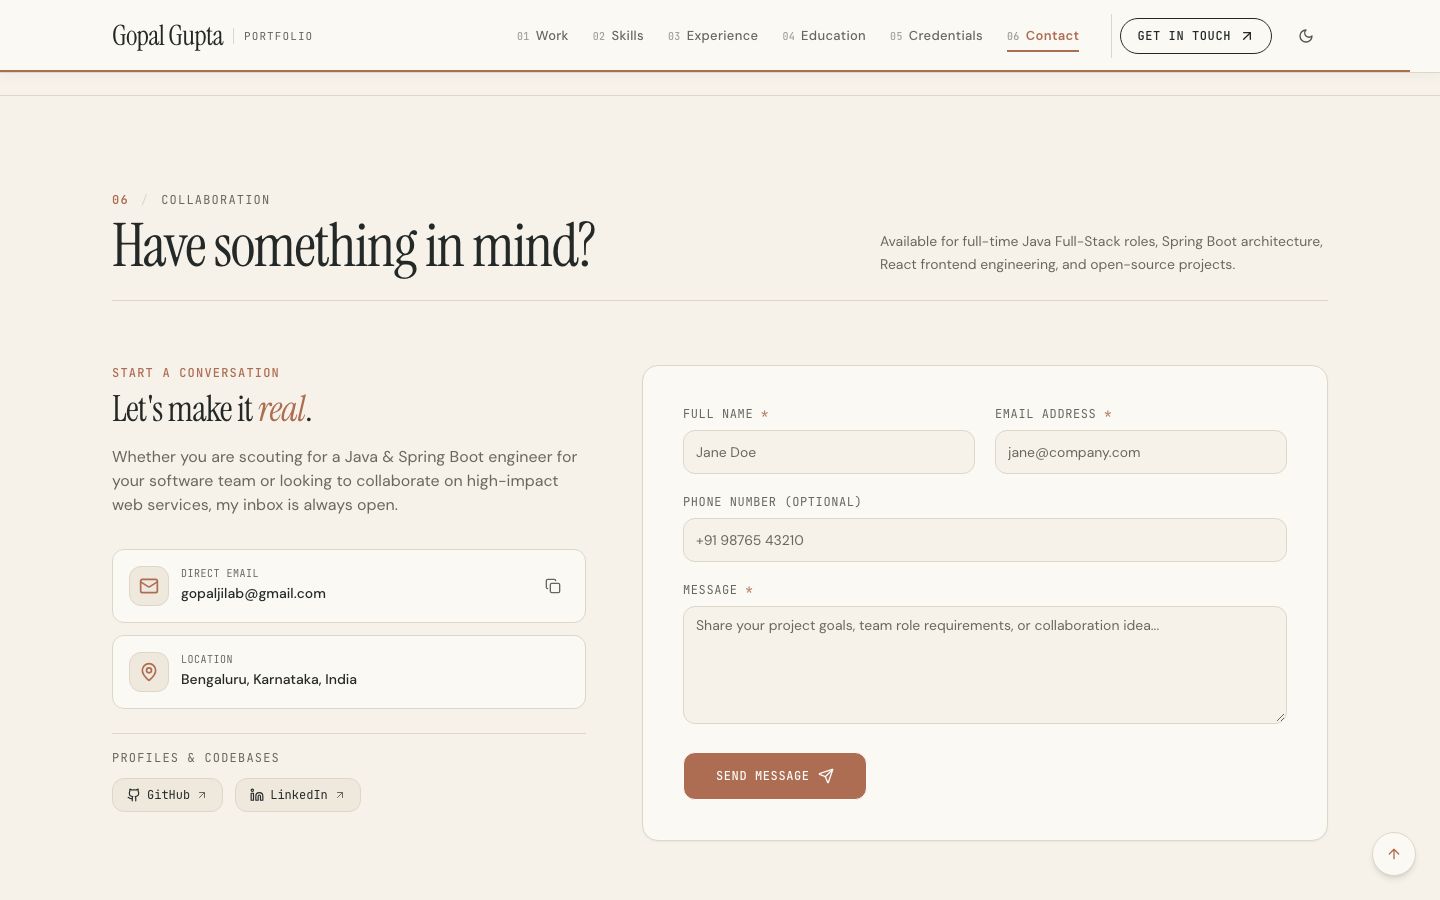 Gopal Gupta PORTFOLIO
01 Work 02 Skills 03 Experience 04 Education 05 Credentials 06 Contact GET IN TOUCH
06 / COLLABORATION
Have something in mind?
Available for full-time Java Full-Stack roles, Spring Boot architecture,
React frontend engineering, and open-source projects.
START A CONVERSATION
Let's make it real.
Whether you are scouting for a Java & Spring Boot engineer for
your software team or looking to collaborate on high-impact
web services, my inbox is always open.
DIRECT EMAIL
gopaljilab@gmail.com
LOCATION
Bengaluru, Karnataka, India
PROFILES & CODEBASES
GitHub LinkedIn
FULL NAME * EMAIL ADDRESS *
Jane Doe jane@company.com
PHONE NUMBER (OPTIONAL)
+91 98765 43210
MESSAGE *
Share your project goals, team role requirements, or collaboration idea...
SEND MESSAGE